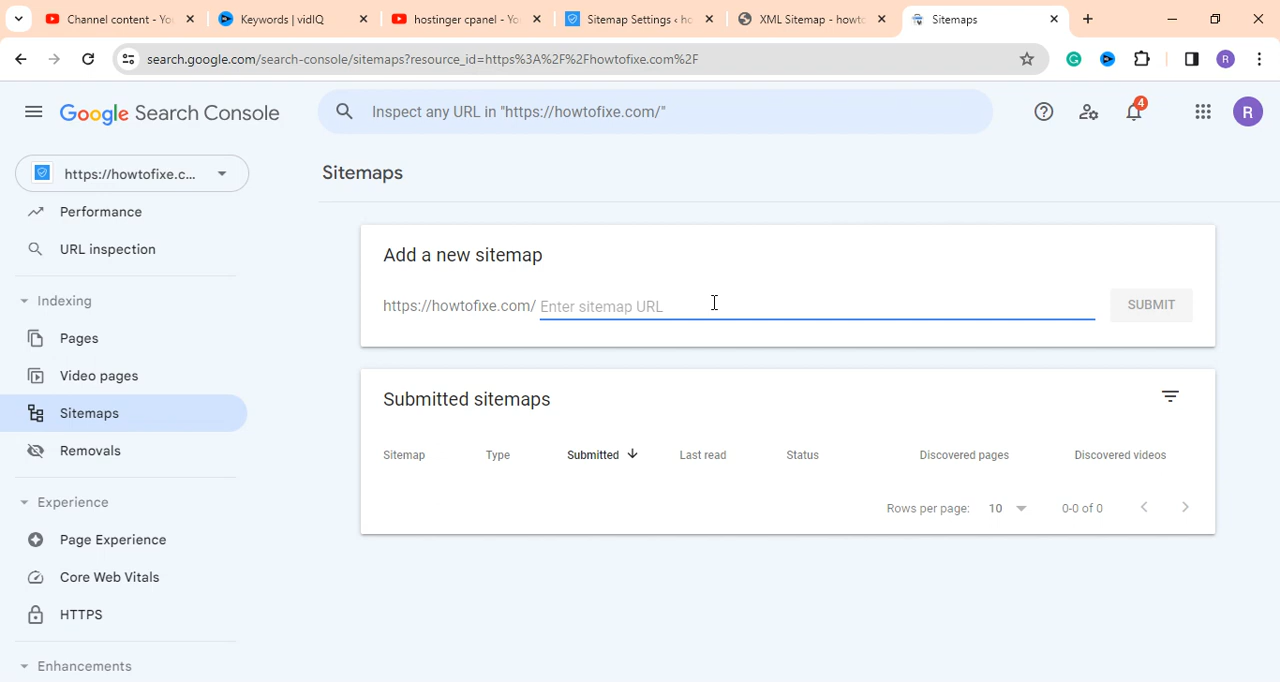 Channel content - Yo
Keywords | vidIQ
hostinger cpanel - Yo
Sitemap Settings < ho
XML Sitemap - howto
Sitemaps
search.google.com/search-console/sitemaps?resource_id=https%3A%2F%2Fhowtofixe.com%2F
R
Google Search Console
Inspect any URL in "https://howtofixe.com/"
4
R
https://howtofixe.c...
Sitemaps
Performance
URL inspection
Indexing
Pages
Video pages
Sitemaps
Removals
Experience
Page Experience
Core Web Vitals
HTTPS
Enhancements
Add a new sitemap
https://howtofixe.com/ Enter sitemap URL
SUBMIT
Submitted sitemaps
Sitemap Type Submitted Last read Status Discovered pages Discovered videos
Rows per page: 10 0-0 of 0